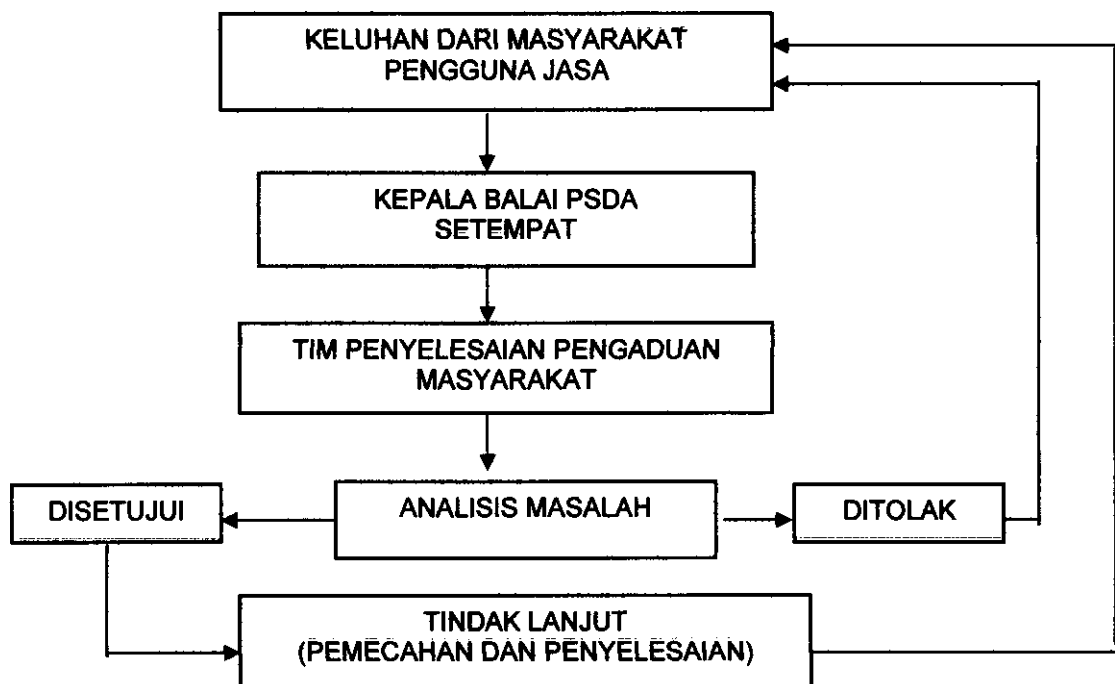 KELUHAN DARI MASYARAKAT
PENGGUNA JASA
KEPALA BALAI PSDA
SETEMPAT
TIM PENYELESAIAN PENGADUAN
MASYARAKAT
DISETUJUI
ANALISIS MASALAH
DITOLAK
TINDAK LANJUT
(PEMECAHAN DAN PENYELESAIAN)